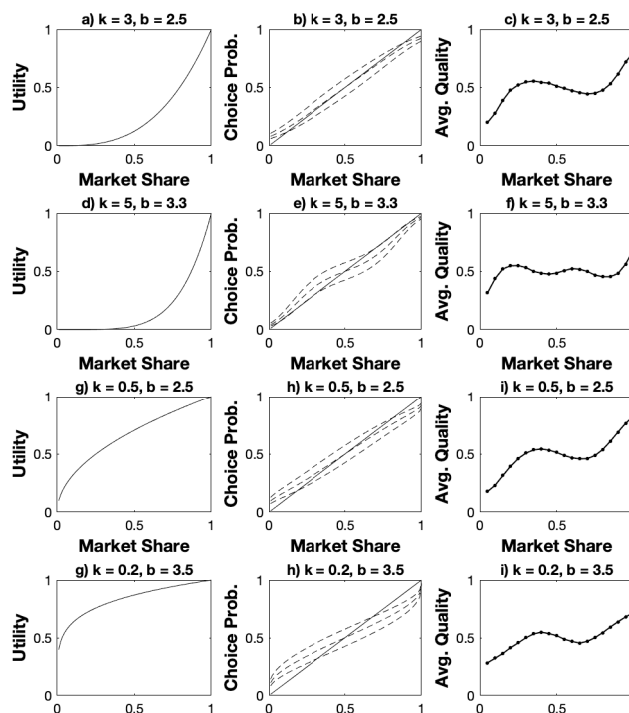 a) k = 3, b = 2.5
b) k = 3, b = 2.5
c) k = 3, b = 2.5
Utility
1
0.5
0
0
0.5
1
Market Share
Choice Prob.
1
0.5
0
0
0.5
1
Market Share
Avg. Quality
1
0.5
0
0.5
Market Share
d) k = 5, b = 3.3
e) k = 5, b = 3.3
f) k = 5, b = 3.3
Utility
1
0.5
0
0
0.5
1
Market Share
Choice Prob.
1
0.5
0
0
0.5
1
Market Share
Avg. Quality
1
0.5
0
0.5
Market Share
g) k = 0.5, b = 2.5
h) k = 0.5, b = 2.5
i) k = 0.5, b = 2.5
Utility
1
0.5
0
0
0.5
1
Market Share
Choice Prob.
1
0.5
0
0
0.5
1
Market Share
Avg. Quality
1
0.5
0
0.5
Market Share
g) k = 0.2, b = 3.5
h) k = 0.2, b = 3.5
i) k = 0.2, b = 3.5
Utility
1
0.5
0
0
0.5
1
Choice Prob.
1
0.5
0
0
0.5
1
Avg. Quality
1
0.5
0
0.5